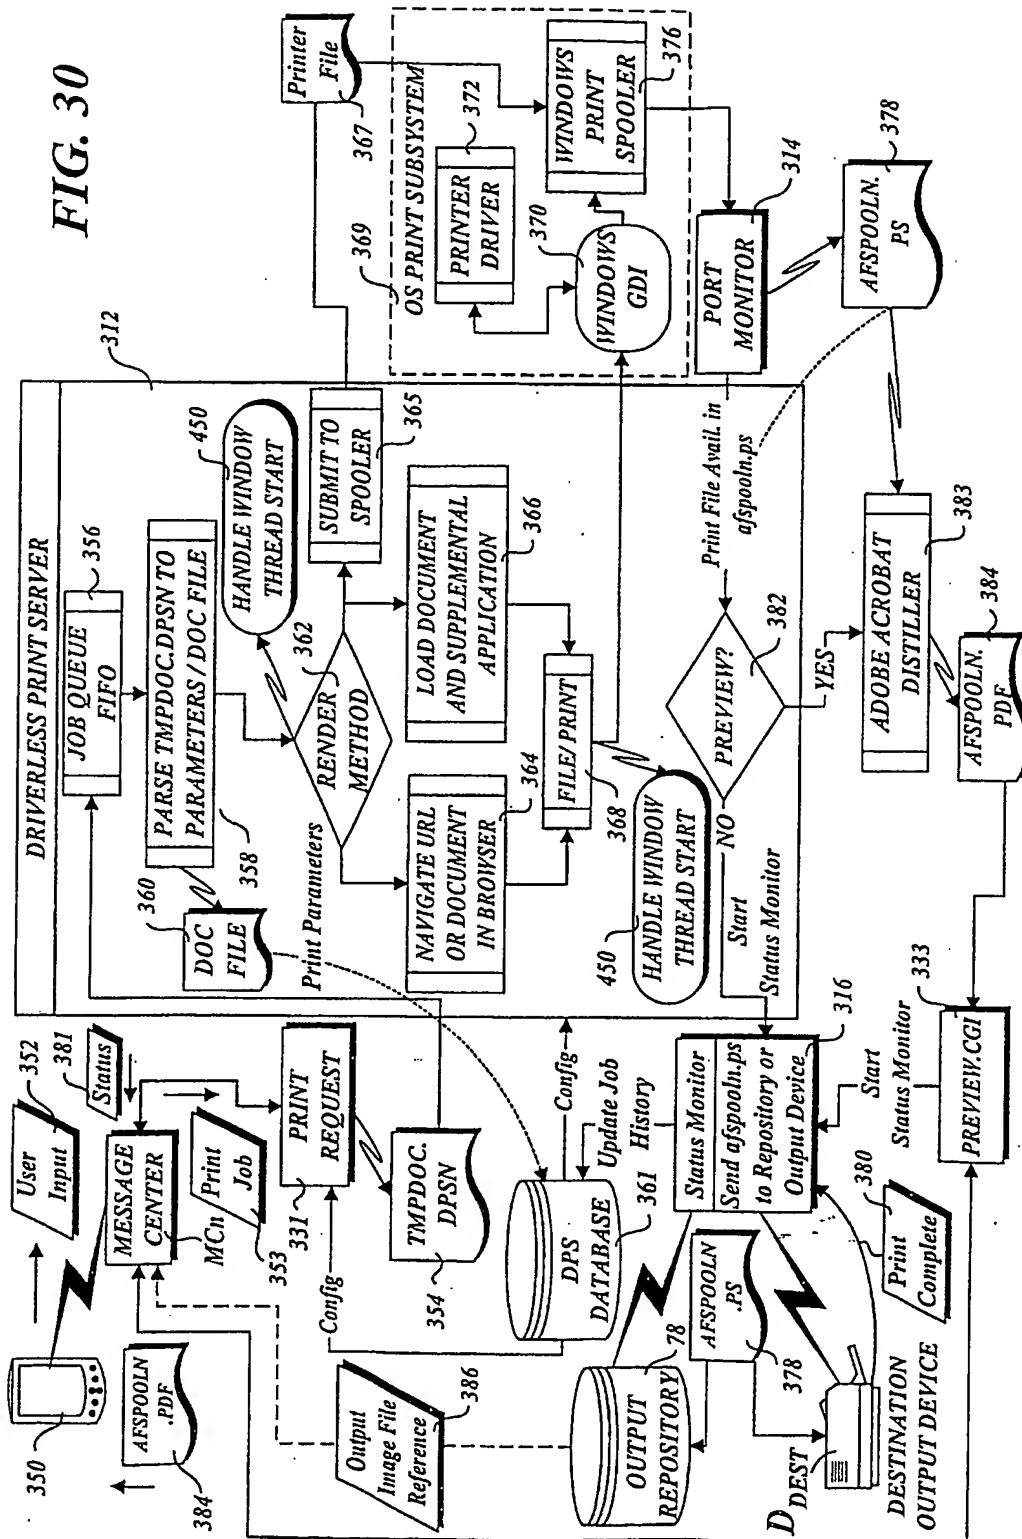 FIG. 30
DRIVERLESS PRINT SERVER
312
User
Input
352
Status
381
MESSAGE
CENTER
MCn
Print
Job
353
350
AFSPOOLN
.PDF
384
PRINT
REQUEST
331
Config
TMPDOC.
DPSN
354
Output
Image File
Reference
386
JOB QUEUE
FIFO
356
PARSE TMPDOC.DPSN TO
PARAMETERS / DOC FILE
358
DOC
FILE
360
Print Parameters
HANDLE WINDOW
THREAD START
450
RENDER
METHOD
362
SUBMIT TO
SPOOLER
365
NAVIGATE URL
OR DOCUMENT
IN BROWSER
364
LOAD DOCUMENT
AND SUPPLEMENTAL
APPLICATION
366
FILE/ PRINT
368
HANDLE WINDOW
THREAD START
450
Printer
File
367
OS PRINT SUBSYSTEM
369
PRINTER
DRIVER
372
WINDOWS
GDI
370
WINDOWS
PRINT
SPOOLER
376
PORT
MONITOR
314
AFSPOOLN.
PS
378
Print File Avail. in
afspooln.ps
PREVIEW?
382
NO
YES
Start
Status Monitor
ADOBE ACROBAT
DISTILLER
383
AFSPOOLN.
PDF
384
DPS
DATABASE
361
Config
Update Job
History
Status Monitor
Send afspooln.ps
to Repository or
Output Device
316
Start
Status Monitor
PREVIEW.CGI
333
OUTPUT
REPOSITORY
78
AFSPOOLN
.PS
378
Print
Complete
380
D DEST
DESTINATION
OUTPUT DEVICE